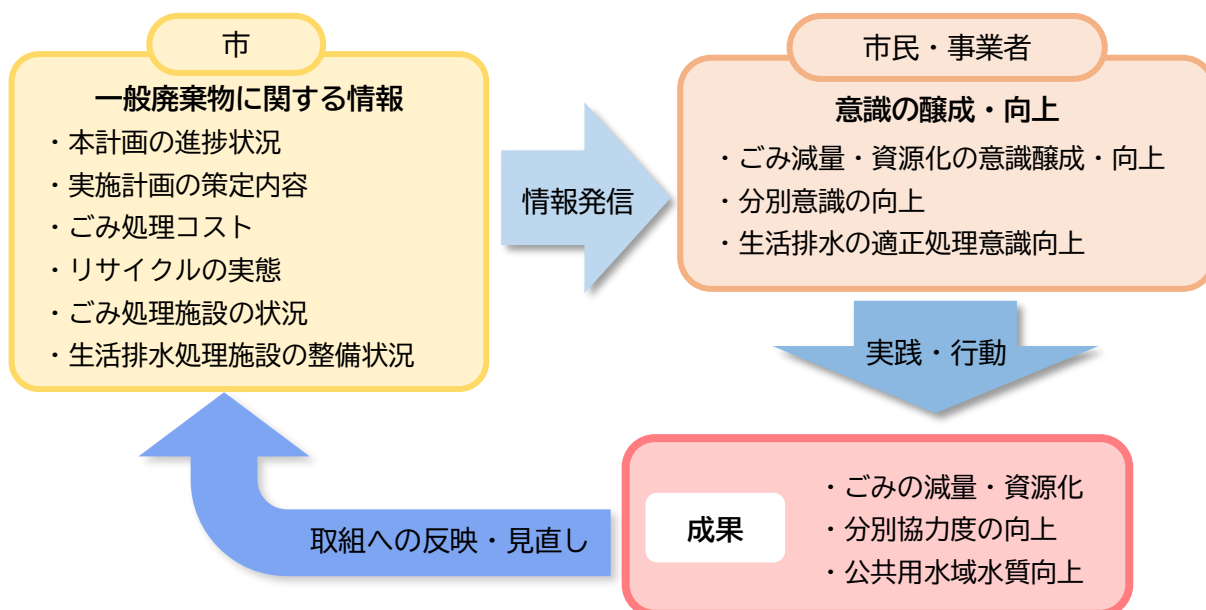 市
一般廃棄物に関する情報
・本計画の進捗状況
・実施計画の策定内容
・ごみ処理コスト
・リサイクルの実態
・ごみ処理施設の状況
・生活排水処理施設の整備状況
情報発信
市民・事業者
意識の醸成・向上
・ごみ減量・資源化の意識醸成・向上
・分別意識の向上
・生活排水の適正処理意識向上
実践・行動
成果
・ごみの減量・資源化
・分別協力度の向上
・公共用水域水質向上
取組への反映・見直し